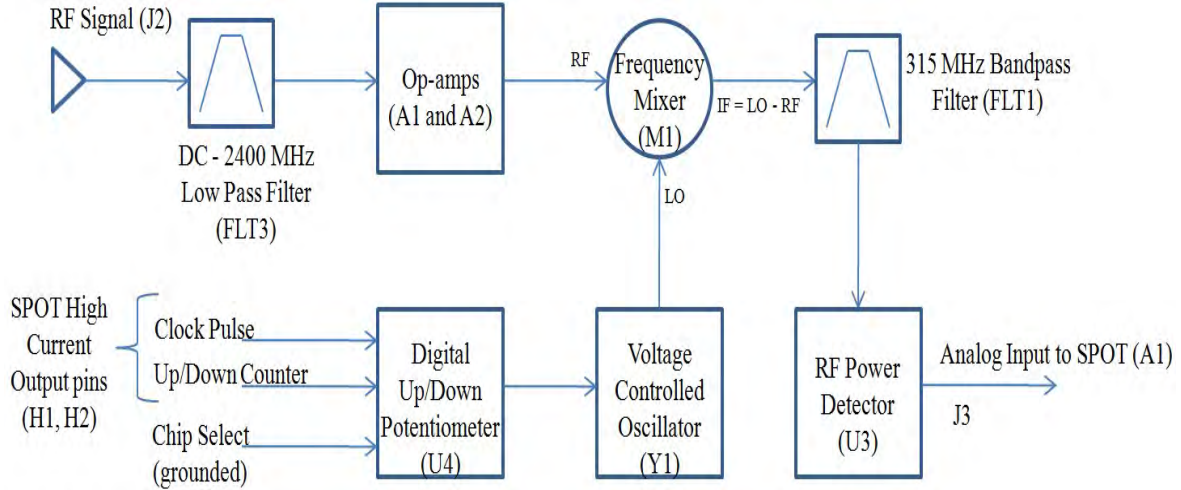 RF Signal (J2)
DC - 2400 MHz
Low Pass Filter
(FLT3)
Op-amps
(A1 and A2)
RF
Frequency
Mixer
(M1)
IF = LO - RF
315 MHz Bandpass
Filter (FLT1)
LO
SPOT High
Current
Output pins
(H1, H2)
Clock Pulse
Up/Down Counter
Chip Select
(grounded)
Digital
Up/Down
Potentiometer
(U4)
Voltage
Controlled
Oscillator
(Y1)
RF Power
Detector
(U3)
Analog Input to SPOT (A1)
J3